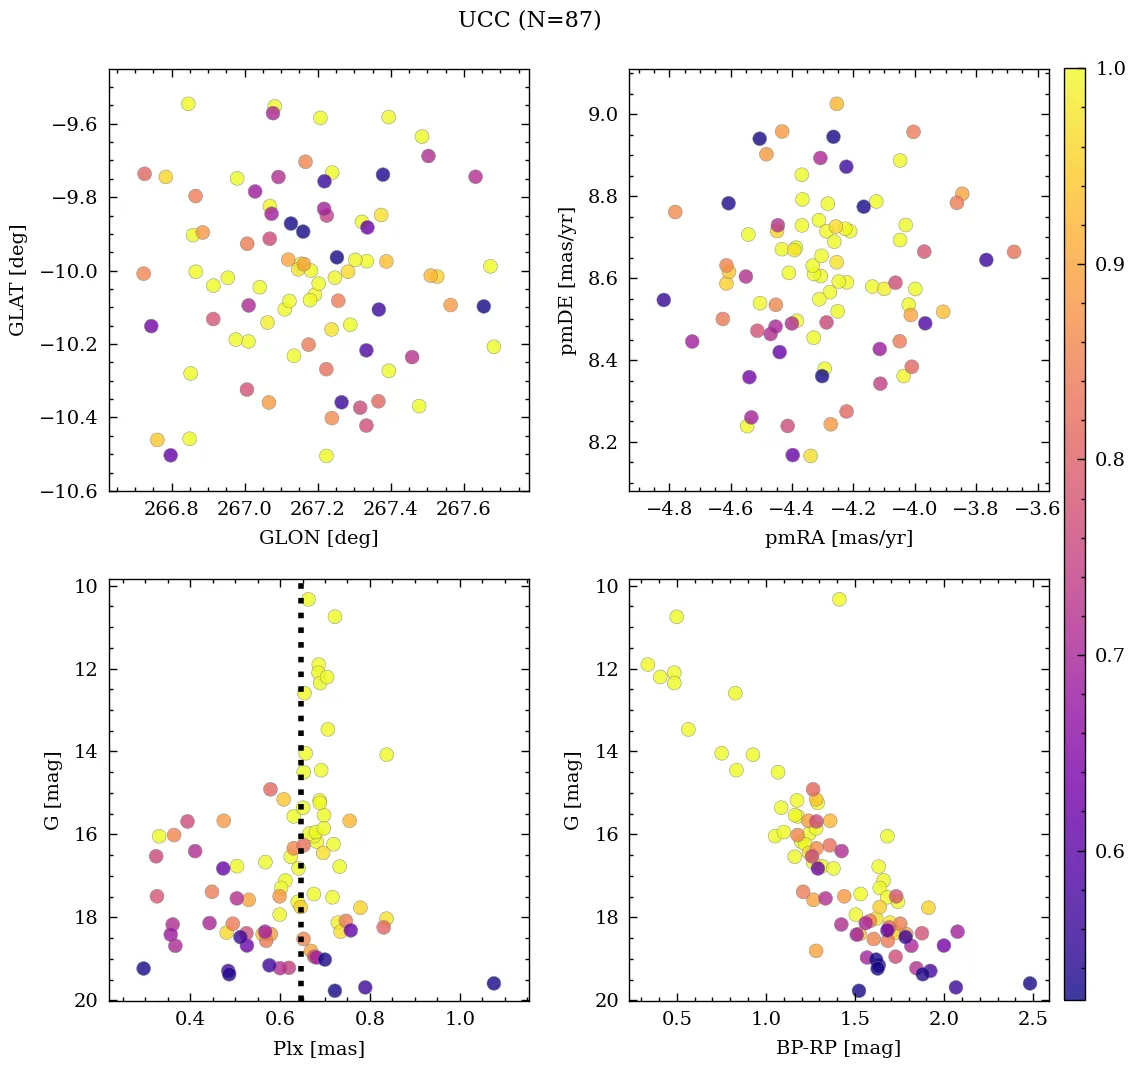 UCC (N=87)
−9.6
−9.8
−10.0
−10.2
−10.4
−10.6
GLAT [deg]
266.8 267.0 267.2 267.4 267.6
GLON [deg]
9.0
8.8
8.6
8.4
8.2
pmDE [mas/yr]
−4.8 −4.6 −4.4 −4.2 −4.0 −3.8 −3.6
pmRA [mas/yr]
1.0
0.9
0.8
0.7
0.6
10
12
14
16
18
20
G [mag]
0.4 0.6 0.8 1.0
Plx [mas]
10
12
14
16
18
20
G [mag]
0.5 1.0 1.5 2.0 2.5
BP-RP [mag]